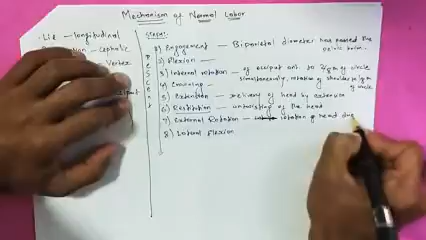 Mechanism of Normal Labor
Lie - longitudinal
Steps:
- cephalic
Vertex
1) Engagement - Biparietal diameter has passed the pelvic brim.
2) Flexion -
3) Internal rotation - of occiput ant. to 2/8 of circle
4) Crowning - simultaneously, rotation of shoulder to 1/8 of circle
5) Extension - delivery of head by extension
6) Restitution - untwisting of the head
7) External Rotation - rotation of head due
8) Lateral flexion